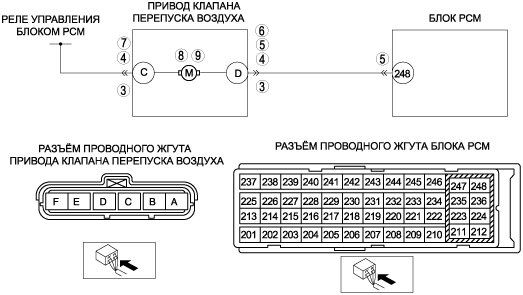 РЕЛЕ УПРАВЛЕНИЯ
БЛОКОМ PCM
ПРИВОД КЛАПАНА
ПЕРЕПУСКА ВОЗДУХА
БЛОК PCM
7
4
3
C
8
9
M
D
6
5
4
3
5
248
РАЗЪЁМ ПРОВОДНОГО ЖГУТА
ПРИВОДА КЛАПАНА ПЕРЕПУСКА ВОЗДУХА
F E D C B A
РАЗЪЁМ ПРОВОДНОГО ЖГУТА БЛОКА PCM
237 238 239 240 241 242 243 244 245 246 247 248
225 226 227 228 229 230 231 232 233 234 235 236
213 214 215 216 217 218 219 220 221 222 223 224
201 202 203 204 205 206 207 208 209 210 211 212